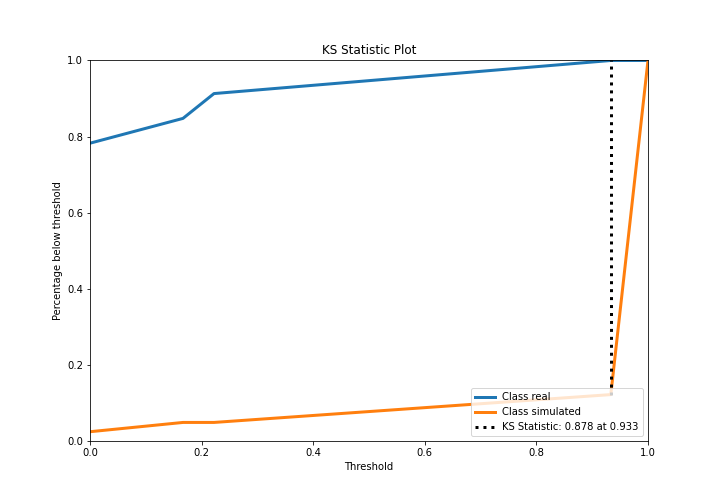 KS Statistic Plot
1.0
0.8
0.6
0.4
0.2
0.0
Percentage below threshold
0.0 0.2 0.4 0.6 0.8 1.0
Threshold
Class real
Class simulated
KS Statistic: 0.878 at 0.933